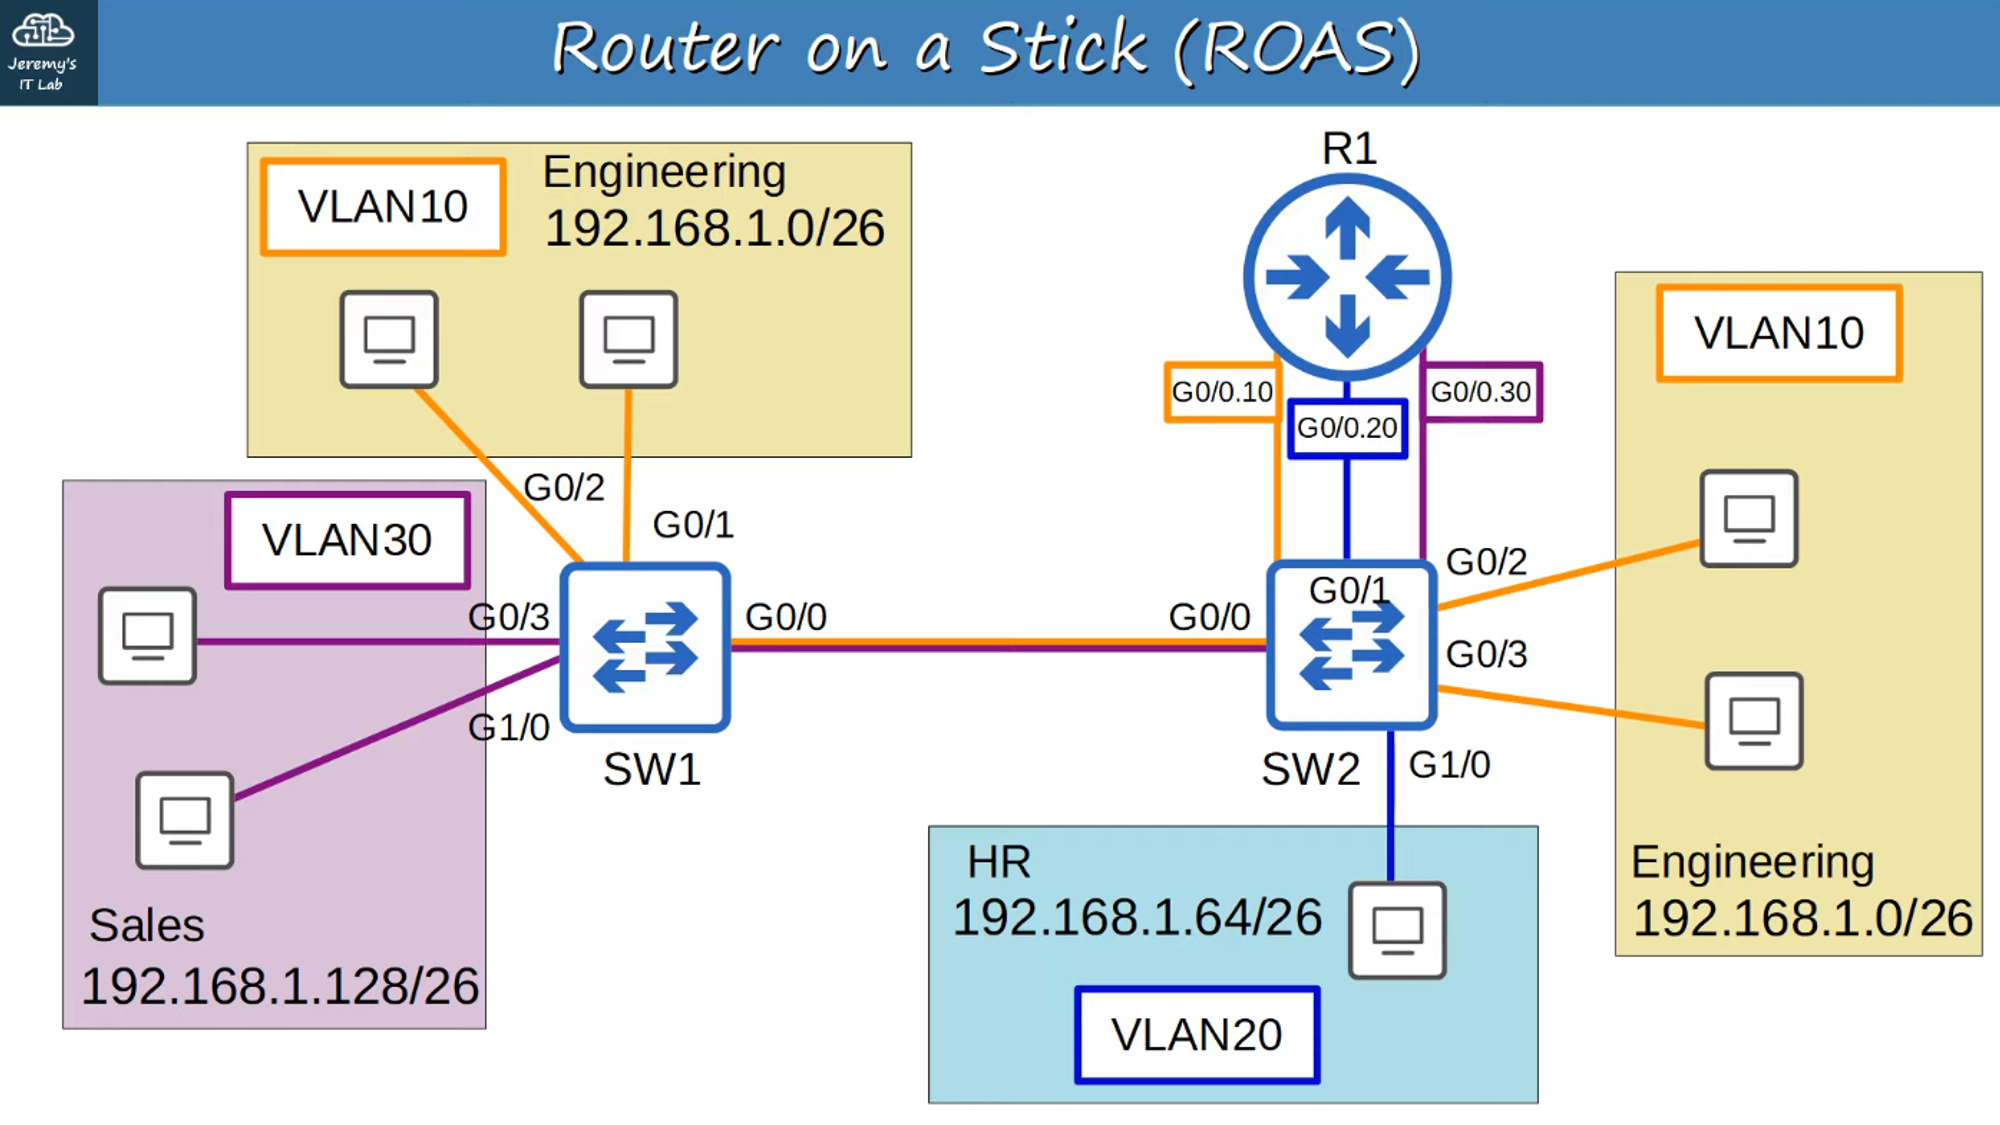 Jeremy's
IT Lab
Router on a Stick (ROAS)
VLAN10
Engineering
192.168.1.0/26
R1
VLAN10
G0/0.10
G0/0.20
G0/0.30
G0/2
G0/1
VLAN30
G0/3
G0/0
G0/0
G0/1
G0/2
G0/3
G1/0
SW1
SW2
G1/0
Sales
192.168.1.128/26
HR
192.168.1.64/26
VLAN20
Engineering
192.168.1.0/26